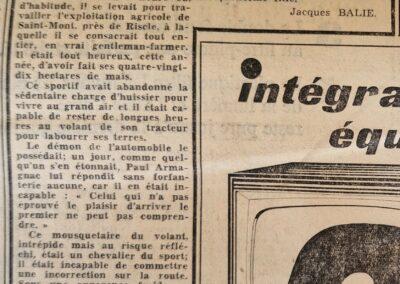 d'habitude, il se levait pour tra-
vailler l'exploitation agricole de
Saint-Mont, près de Riscle, à la-
quelle il se consacrait tout en-
tier, en vrai gentleman-farmer.
Il était tout heureux, cette an-
née, d'avoir fait ses quatre-vingt-
dix hectares de maïs.
Ce sportif avait abandonné la
sédentaire charge d'huissier pour
vivre au grand air et il était ca-
pable de rester de longues heures
au volant de son tracteur
pour labourer ses terres.
Le démon de l'automobile le
possédait; un jour, comme quel-
qu'un s'en étonnait, Paul Arma-
gnac lui répondit sans forfan-
terie aucune, car il en était in-
capable : « Celui qui n'a pas
éprouvé le plaisir d'arriver le
premier ne peut pas compren-
dre. »
Ce mousquetaire du volant,
intrépide mais au risque réflé-
chi, était un chevalier du sport;
il était incapable de commettre
une incorrection sur la route.
Jacques BALIE.
intégra
équ